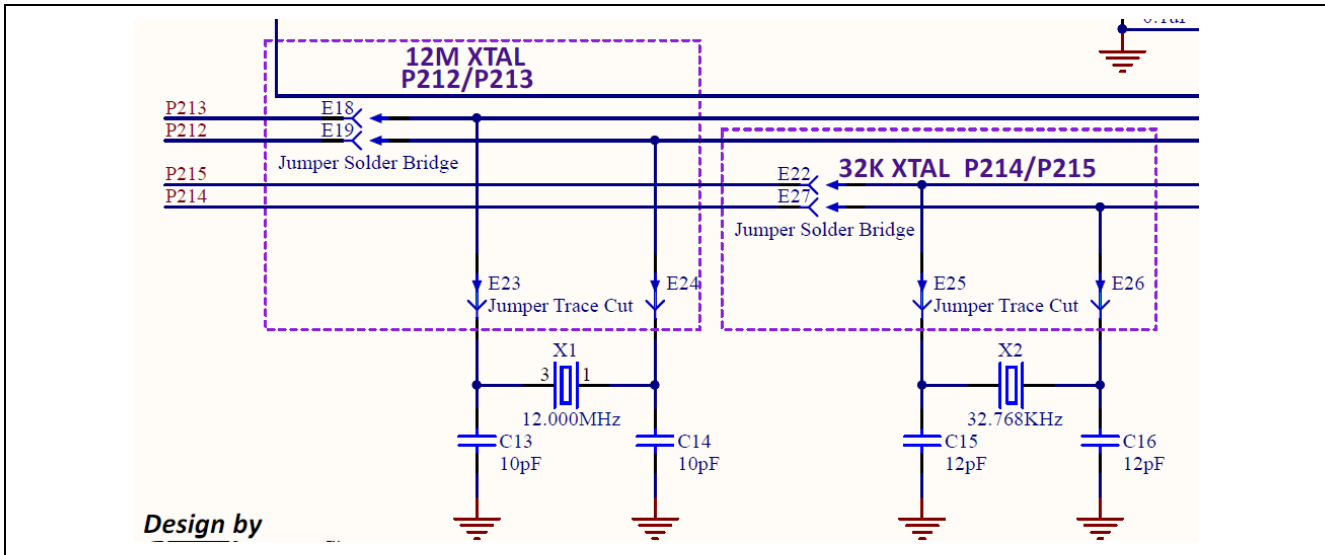 0.1uF
12M XTAL
P212/P213
P213
E18
P212
E19
Jumper Solder Bridge
P215
E22
32K XTAL P214/P215
P214
E27
Jumper Solder Bridge
E23
E24
Jumper Trace Cut
E25
E26
Jumper Trace Cut
X1
3
1
12.000MHz
X2
32.768KHz
C13
10pF
C14
10pF
C15
12pF
C16
12pF
Design by